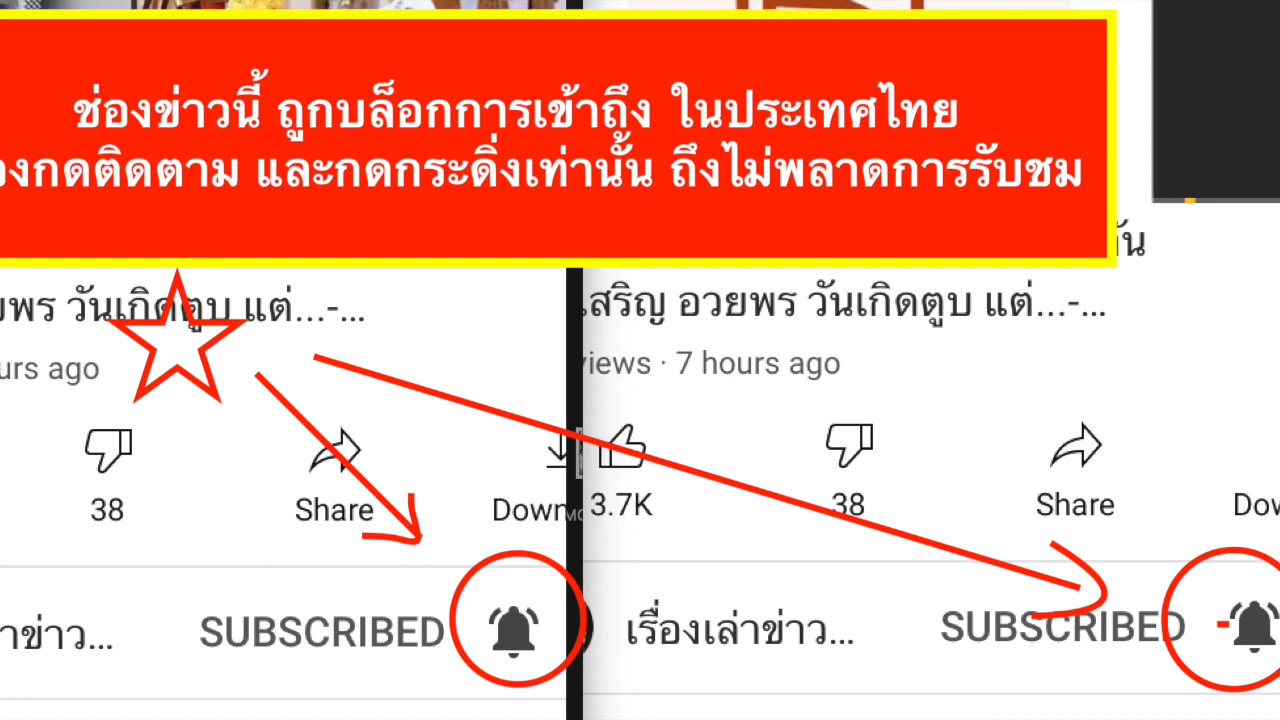 ช่องข่าวนี้ ถูกบล็อกการเข้าถึง ในประเทศไทย
กดติดตาม และกดกระดิ่งเท่านั้น ถึงไม่พลาดการรับชม
วันเกิดตูบ แต่...-...
ago
38
Share
SUBSCRIBED
สริญ อวยพร วันเกิดตูบ แต่...-...
views · 7 hours ago
3.7K
38
Share
เรื่องเล่าข่าว...
SUBSCRIBED